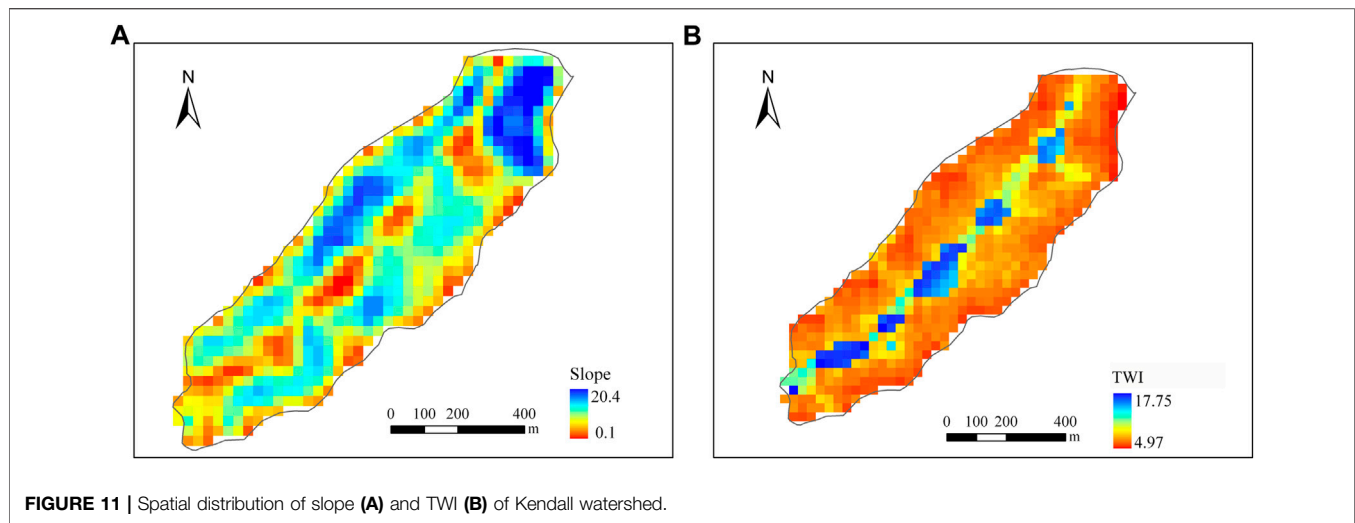 A
N
Slope
20.4
0.1
0 100 200 400
m
B
N
TWI
17.75
4.97
0 100 200 400
m
FIGURE 11 | Spatial distribution of slope (A) and TWI (B) of Kendall watershed.